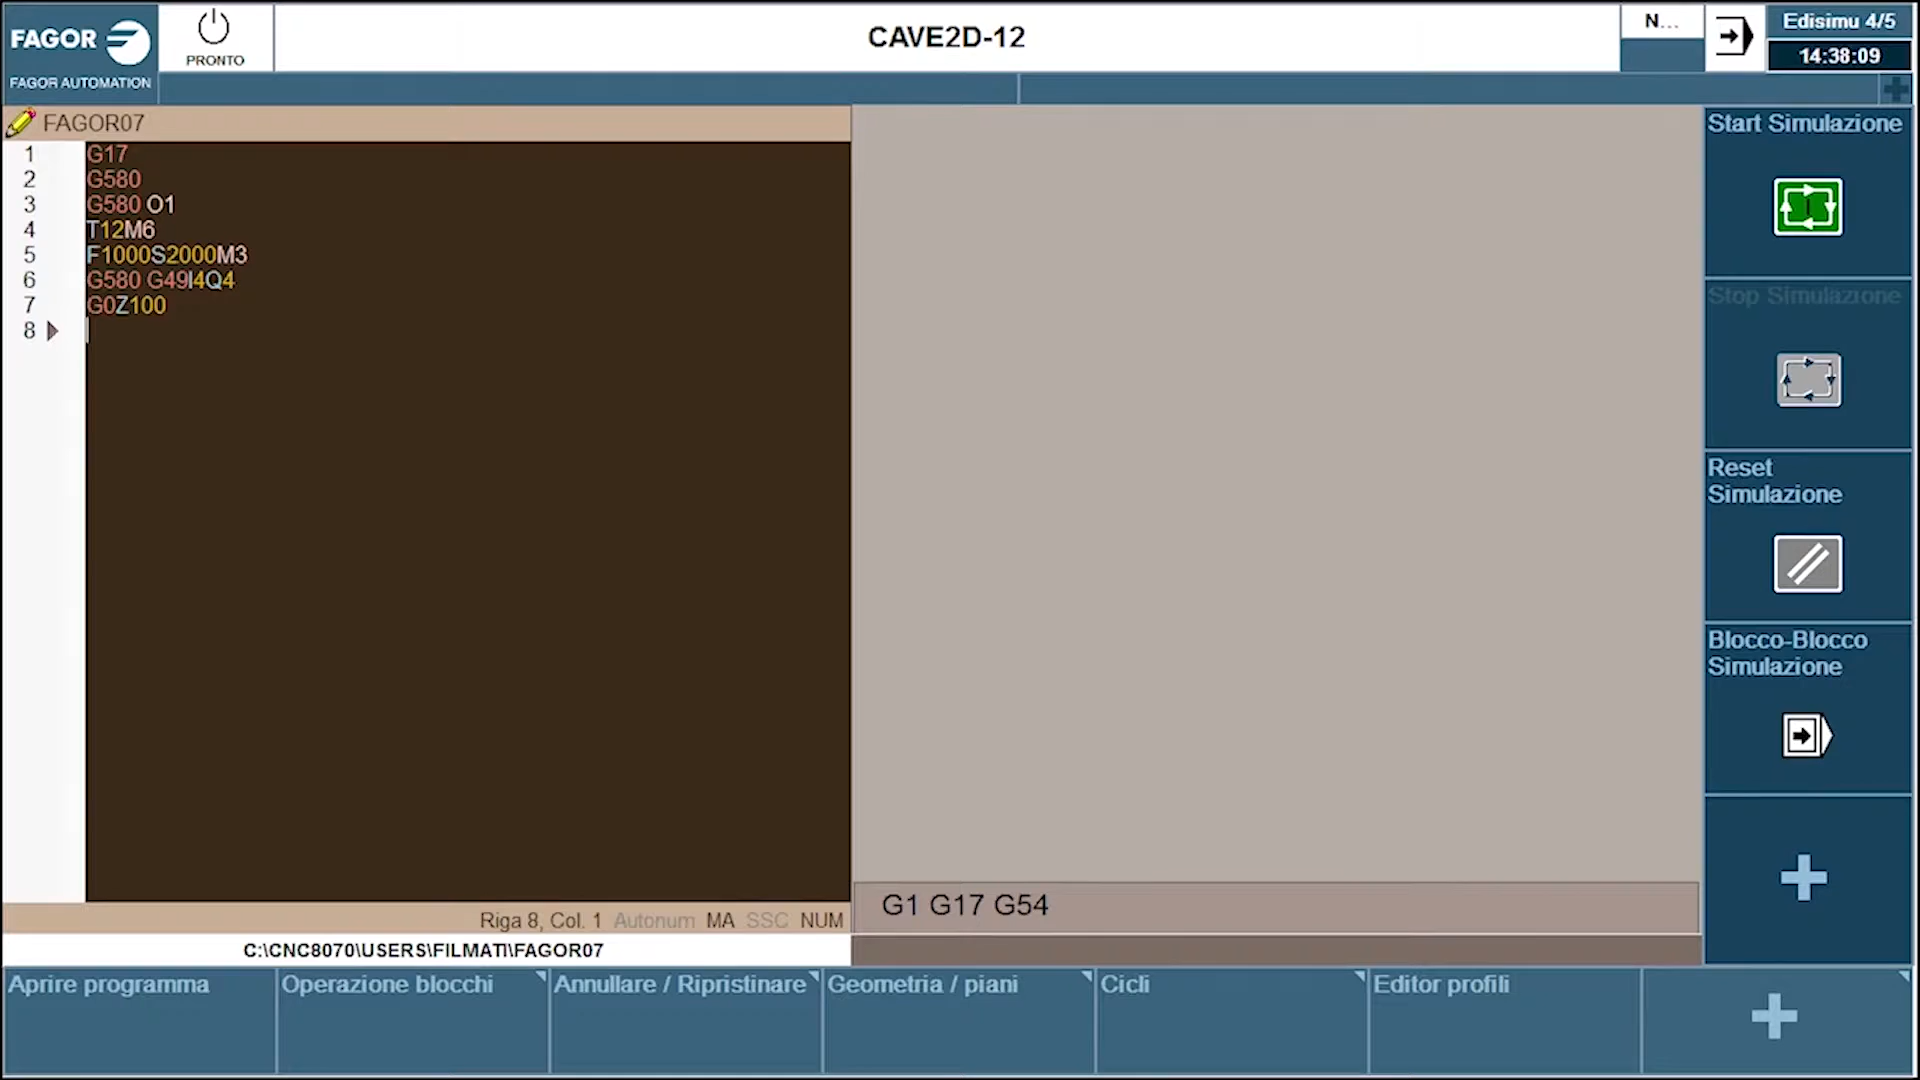 FAGOR
FAGOR AUTOMATION
PRONTO
CAVE2D-12
N...
Edisimu 4/5
14:38:09
FAGOR07
1 G17
2 G580
3 G580 O1
4 T12M6
5 F1000S2000M3
6 G580 G49I4Q4
7 G0Z100
8
Riga 8, Col. 1 Autonum MA SSC NUM
C:\CNC8070\USERS\FILMATI\FAGOR07
G1 G17 G54
Start Simulazione
Stop Simulazione
Reset
Simulazione
Blocco-Blocco
Simulazione
Aprire programma
Operazione blocchi
Annullare / Ripristinare
Geometria / piani
Cicli
Editor profili